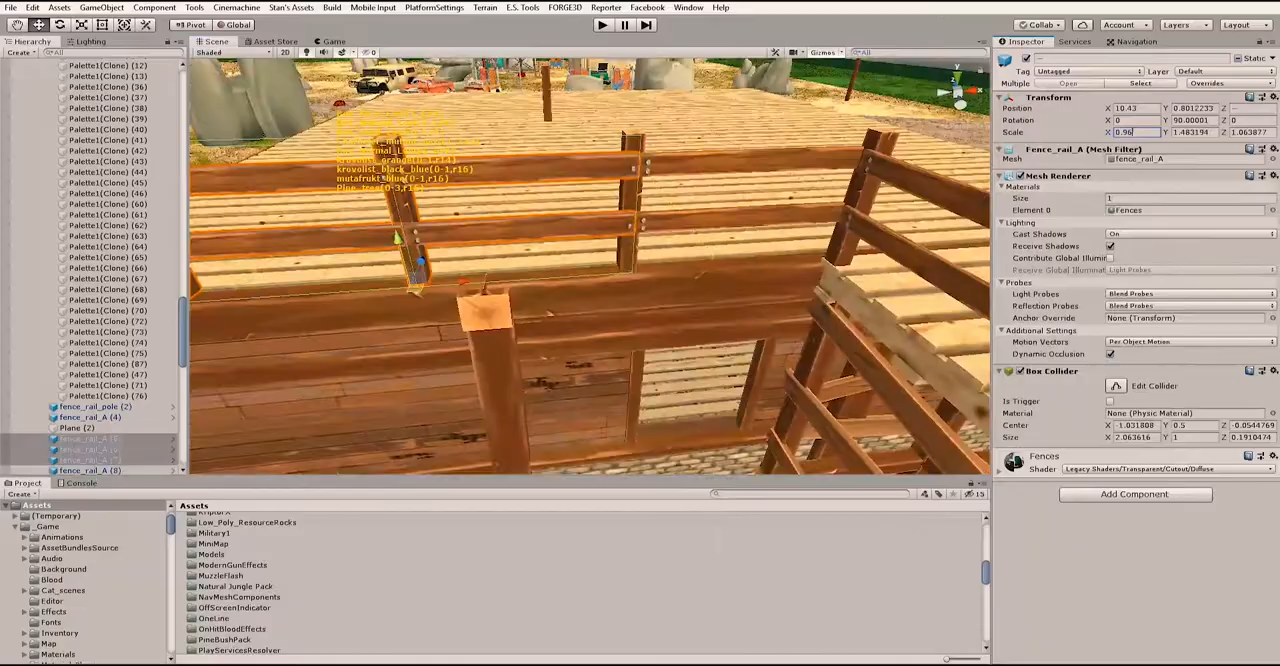 File Edit Assets GameObject Component Tools Cinemachine Stan's Assets Build Mobile Input PlatformSettings Terrain E.S. Tools FORGE3D Reporter Facebook Window Help
Pivot Global Collab Account Layers Layout
Hierarchy Lighting
Create All
Palette1(Clone) (12)
Palette1(Clone) (13)
Palette1(Clone) (36)
Palette1(Clone) (37)
Palette1(Clone) (38)
Palette1(Clone) (39)
Palette1(Clone) (40)
Palette1(Clone) (41)
Palette1(Clone) (42)
Palette1(Clone) (43)
Palette1(Clone) (44)
Palette1(Clone) (45)
Palette1(Clone) (46)
Palette1(Clone) (60)
Palette1(Clone) (61)
Palette1(Clone) (62)
Palette1(Clone) (63)
Palette1(Clone) (64)
Palette1(Clone) (65)
Palette1(Clone) (66)
Palette1(Clone) (67)
Palette1(Clone) (68)
Palette1(Clone) (69)
Palette1(Clone) (70)
Palette1(Clone) (72)
Palette1(Clone) (73)
Palette1(Clone) (74)
Palette1(Clone) (75)
Palette1(Clone) (87)
Palette1(Clone) (47)
Palette1(Clone) (71)
Palette1(Clone) (76)
fence_rail_pole (2)
fence_rail_A (4)
Plane (2)
fence_rail_A (8)
Scene Asset Store Game
Shaded 2D 0 Gizmos All
krovolist_orange(0-1,r14)
krovolist_black_blue(0-1,r16)
mutafrukt_blue(0-1,r16)
Pine_tree(0-3,r16)
Inspector Services Navigation
— Static
Tag Untagged Layer Default
Multiple Open Select Overrides
Transform
Position X 10.43 Y 0.8012233 Z —
Rotation X 0 Y 90.00001 Z 0
Scale X 0.96 Y 1.483194 Z 1.063877
Fence_rail_A (Mesh Filter)
Mesh fence_rail_A
Mesh Renderer
Materials
Size 1
Element 0 Fences
Lighting
Cast Shadows On
Receive Shadows
Contribute Global Illumin
Receive Global Illuminat Light Probes
Probes
Light Probes Blend Probes
Reflection Probes Blend Probes
Anchor Override None (Transform)
Additional Settings
Motion Vectors Per Object Motion
Dynamic Occlusion
Box Collider
Edit Collider
Is Trigger
Material None (Physic Material)
Center X -1.031808 Y 0.5 Z -0.0544769
Size X 2.063616 Y 1 Z 0.1910474
Fences
Shader Legacy Shaders/Transparent/Cutout/Diffuse
Add Component
Project Console
Create 15
Assets
(Temporary)
_Game
Animations
AssetBundlesSource
Audio
Background
Blood
Cat_scenes
Editor
Effects
Fonts
Inventory
Map
Materials
Assets
Low_Poly_ResourceRocks
Military1
MiniMap
Models
ModernGunEffects
MuzzleFlash
Natural Jungle Pack
NavMeshComponents
OffScreenIndicator
OneLine
OnHitBloodEffects
PineBushPack
PlayServicesResolver